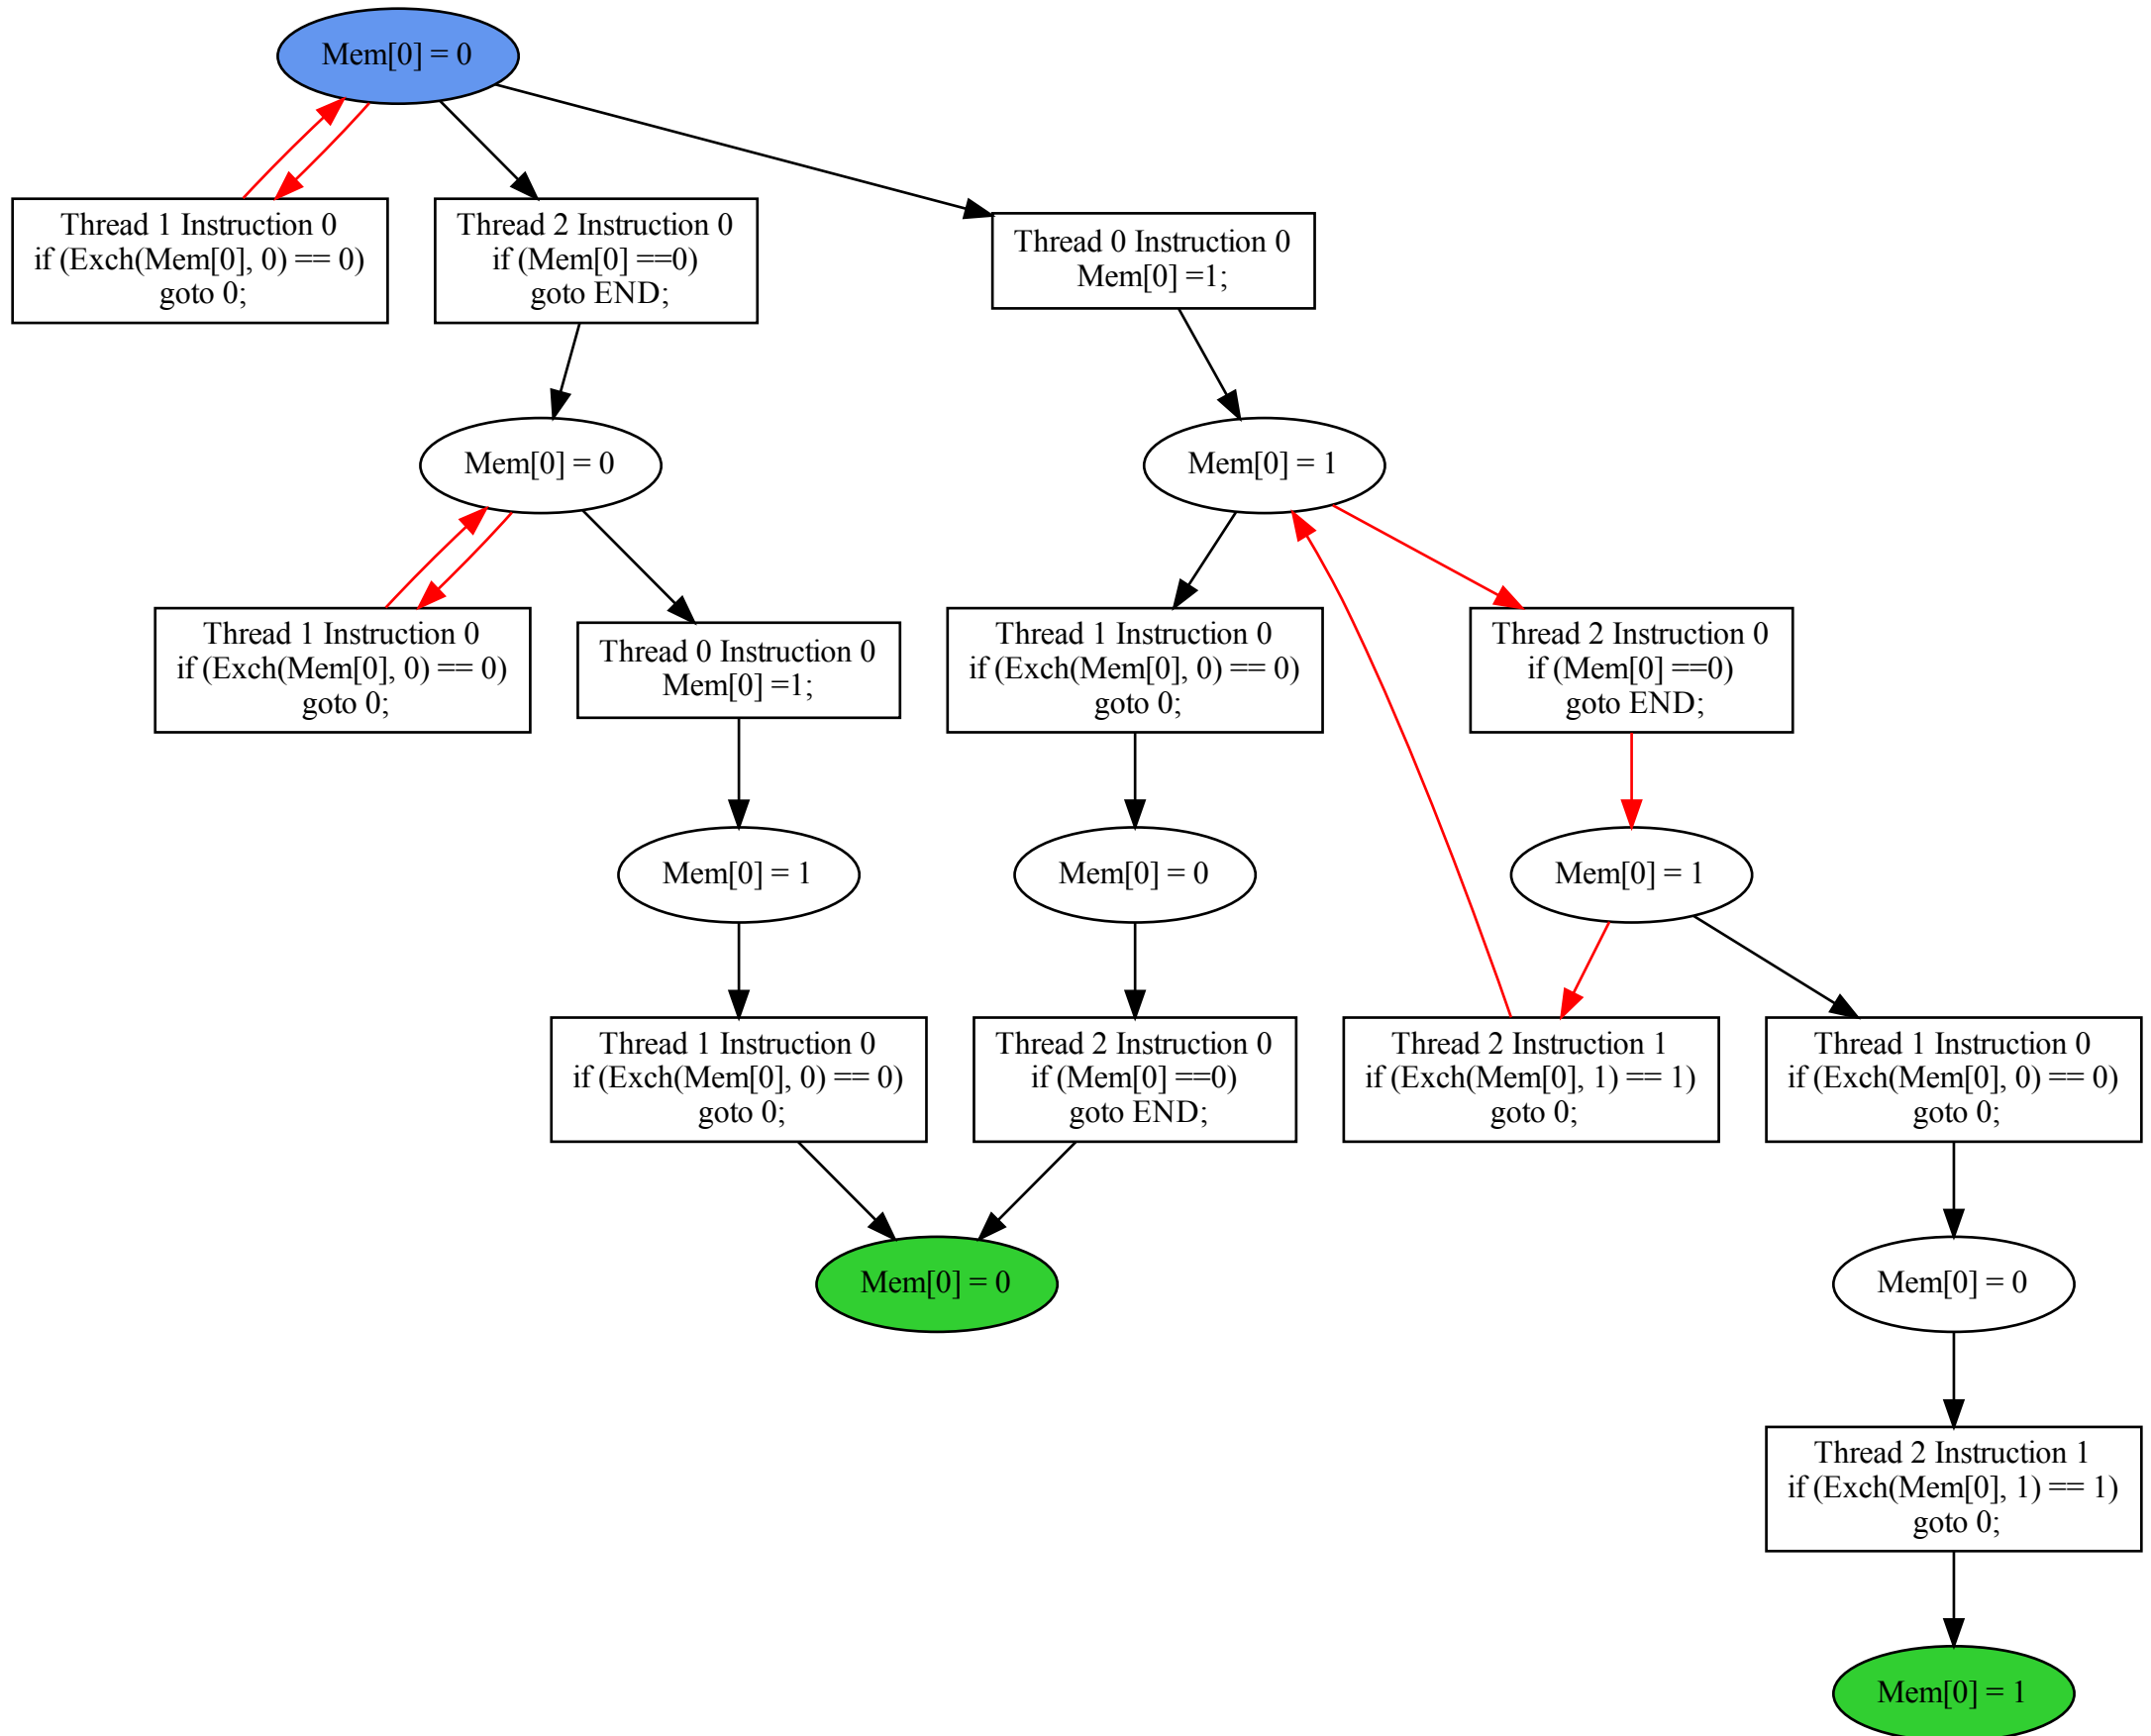 Mem[0] = 0
Thread 1 Instruction 0
if (Exch(Mem[0], 0) == 0)
goto 0;
Thread 2 Instruction 0
if (Mem[0] ==0)
goto END;
Thread 0 Instruction 0
Mem[0] =1;
Mem[0] = 0
Mem[0] = 1
Thread 1 Instruction 0
if (Exch(Mem[0], 0) == 0)
goto 0;
Thread 0 Instruction 0
Mem[0] =1;
Thread 1 Instruction 0
if (Exch(Mem[0], 0) == 0)
goto 0;
Thread 2 Instruction 0
if (Mem[0] ==0)
goto END;
Mem[0] = 1
Mem[0] = 0
Mem[0] = 1
Thread 1 Instruction 0
if (Exch(Mem[0], 0) == 0)
goto 0;
Thread 2 Instruction 0
if (Mem[0] ==0)
goto END;
Thread 2 Instruction 1
if (Exch(Mem[0], 1) == 1)
goto 0;
Thread 1 Instruction 0
if (Exch(Mem[0], 0) == 0)
goto 0;
Mem[0] = 0
Mem[0] = 0
Thread 2 Instruction 1
if (Exch(Mem[0], 1) == 1)
goto 0;
Mem[0] = 1